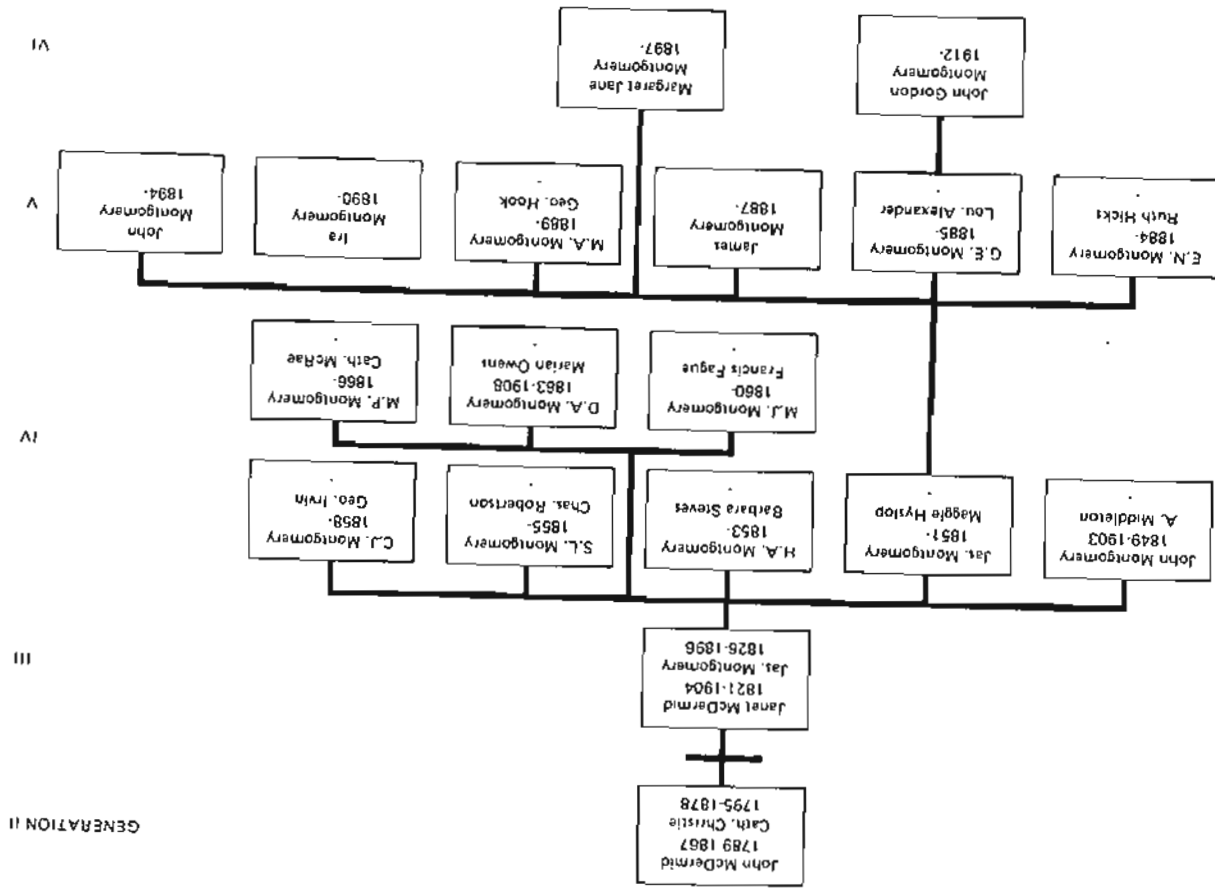 John McDermid
1789 1867
Cath. Christie
1795-1878
GENERATION II
Janet McDermid
1821-1904
Jas. Montgomery
1826-1896
III
John Montgomery
1849-1903
A. Middleton
Jas. Montgomery
1851-
Maggie Hyslop
H.A. Montgomery
1853-
Barbara Steves
S.L. Montgomery
1855-
Chas. Robertson
C.J. Montgomery
1858-
Geo. Irvin
IV
M.J. Montgomery
1860-
Francis Fague
D.A. Montgomery
1863-1908
Marian Owens
M.P. Montgomery
1866-
Cath. McRae
E.N. Montgomery
1884-
Ruth Hicks
G.E. Montgomery
1885-
Lou. Alexander
James
Montgomery
1887-
M.A. Montgomery
1889-
Geo. Hook
Ira
Montgomery
1890-
John
Montgomery
1894-
V
John Gordon
Montgomery
1912-
Margaret Jane
Montgomery
1897-
VI